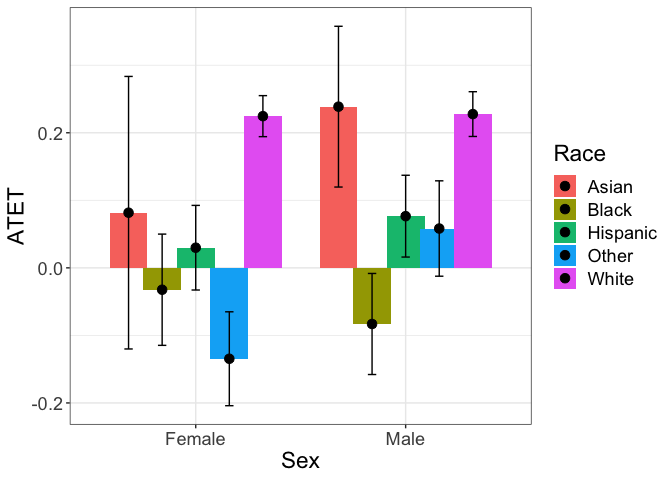 ATET
0.2
0.0
-0.2
Female
Male
Sex
Race
Asian
Black
Hispanic
Other
White